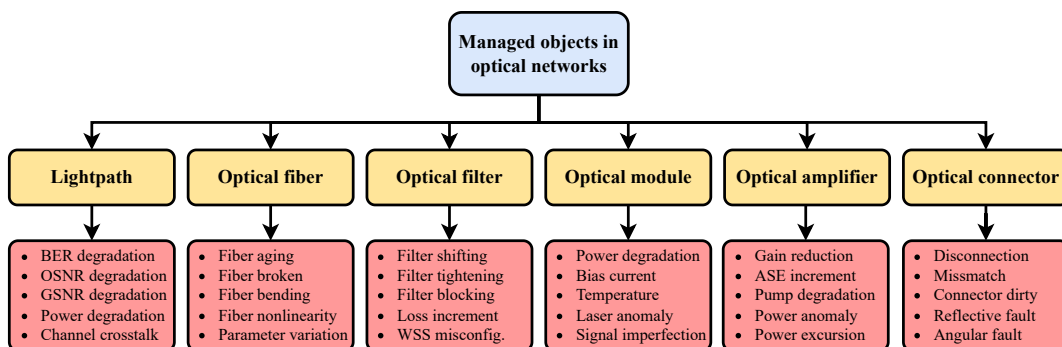 Managed objects in
optical networks
Lightpath
Optical fiber
Optical filter
Optical module
Optical amplifier
Optical connector
• BER degradation
• OSNR degradation
• GSNR degradation
• Power degradation
• Channel crosstalk
• Fiber aging
• Fiber broken
• Fiber bending
• Fiber nonlinearity
• Parameter variation
• Filter shifting
• Filter tightening
• Filter blocking
• Loss increment
• WSS misconfig.
• Power degradation
• Bias current
• Temperature
• Laser anomaly
• Signal imperfection
• Gain reduction
• ASE increment
• Pump degradation
• Power anomaly
• Power excursion
• Disconnection
• Missmatch
• Connector dirty
• Reflective fault
• Angular fault